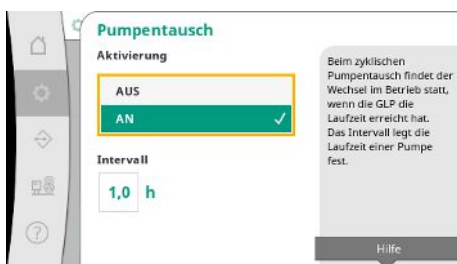 Pumpentausch
Aktivierung
AUS
AN
Intervall
1,0 h
Beim zyklischen
Pumpentausch findet der
Wechsel im Betrieb statt,
wenn die GLP die
Laufzeit erreicht hat.
Das Intervall legt die
Laufzeit einer Pumpe
fest.
Hilfe